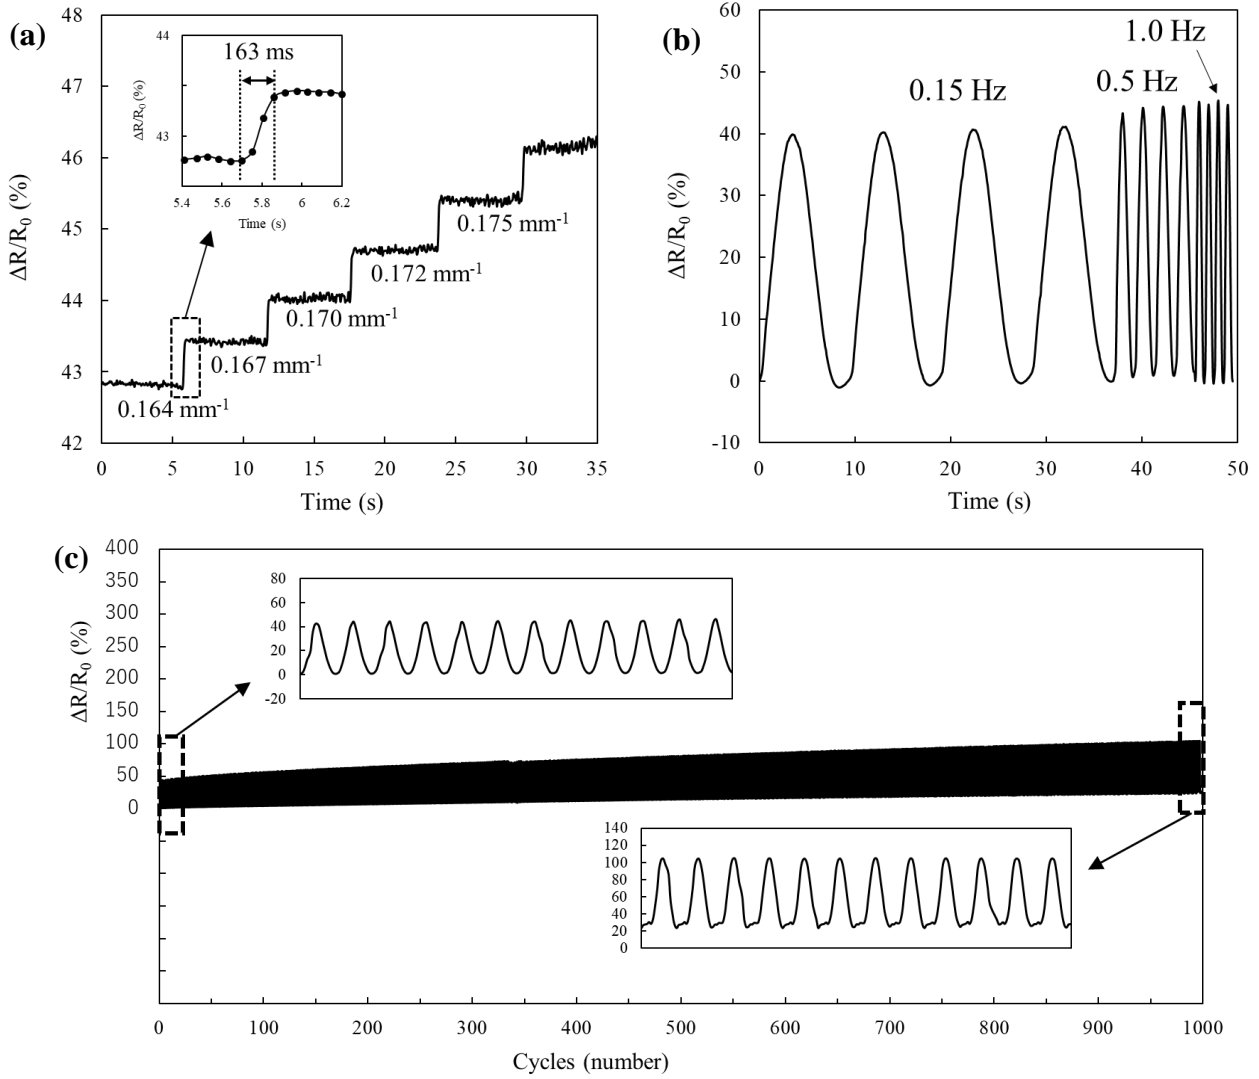 (a)
48
47
46
45
44
43
42
ΔR/R0 (%)
0 5 10 15 20 25 30 35
Time (s)
44
43
ΔR/R0 (%)
5.4 5.6 5.8 6 6.2
Time (s)
163 ms
0.164 mm-1
0.167 mm-1
0.170 mm-1
0.172 mm-1
0.175 mm-1
(b)
60
50
40
30
20
10
0
-10
ΔR/R0 (%)
0 10 20 30 40 50
Time (s)
0.15 Hz
0.5 Hz
1.0 Hz
(c)
400
350
300
250
200
150
100
50
0
ΔR/R0 (%)
80
60
40
20
0
-20
140
120
100
80
60
40
20
0
0 100 200 300 400 500 600 700 800 900 1000
Cycles (number)